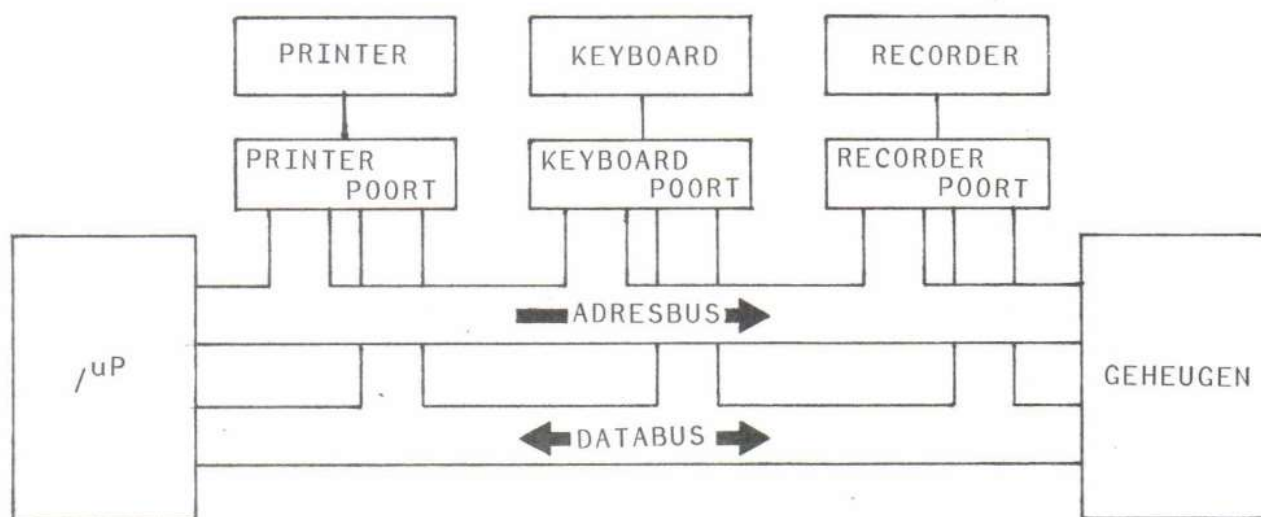 PRINTER
KEYBOARD
RECORDER
PRINTER
POORT
KEYBOARD
POORT
RECORDER
POORT
ADRESBUS
/uP
GEHEUGEN
DATABUS